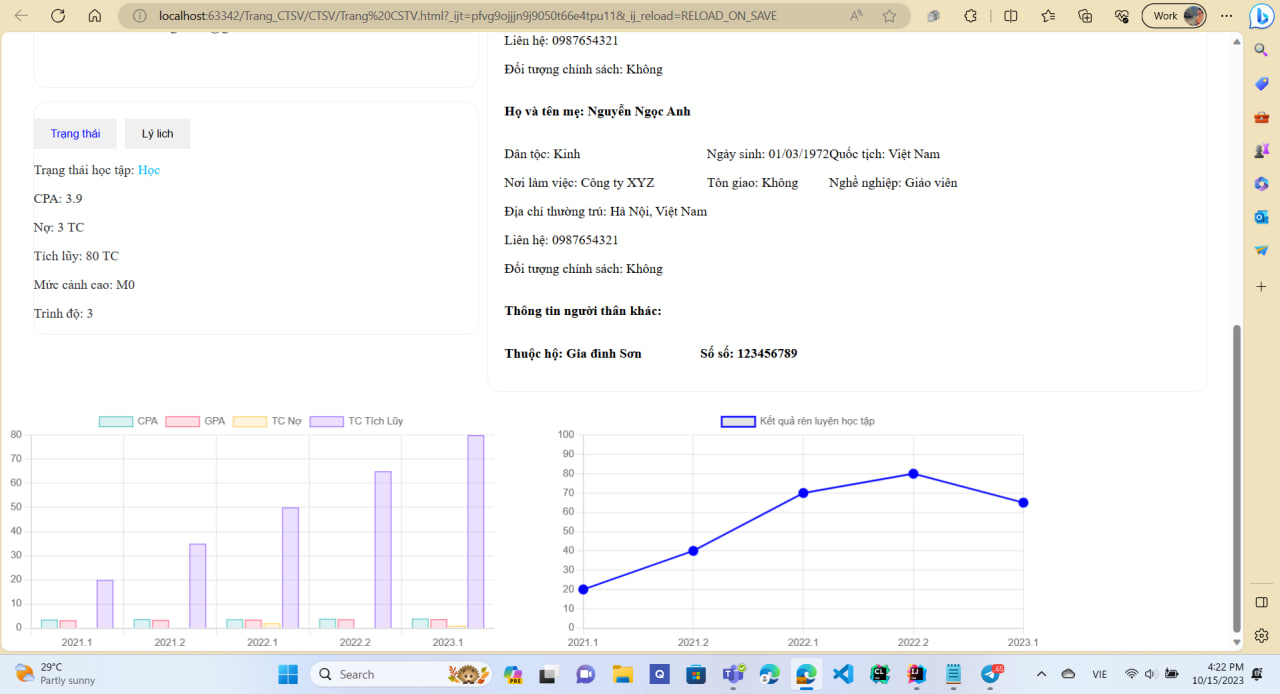 localhost:63342/Trang_CTSV/CTSV/Trang%20CSTV.html?_ijt=pfvg9ojjjn9j9050t66e4tpu11&_ij_reload=RELOAD_ON_SAVE
Work
Trạng thái
Lý lich
Trạng thái học tập: Học
CPA: 3.9
Nợ: 3 TC
Tích lũy: 80 TC
Mức cảnh cao: M0
Trình độ: 3
Liên hệ: 0987654321
Đối tượng chính sách: Không
Họ và tên mẹ: Nguyễn Ngọc Anh
Dân tộc: Kinh Ngày sinh: 01/03/1972Quốc tịch: Việt Nam
Nơi làm việc: Công ty XYZ Tôn giao: Không Nghề nghiệp: Giáo viên
Địa chỉ thường trú: Hà Nội, Việt Nam
Liên hệ: 0987654321
Đối tượng chính sách: Không
Thông tin người thân khác:
Thuộc hộ: Gia đình Sơn Số số: 123456789
CPA GPA TC Nợ TC Tích Lũy
80
70
60
50
40
30
20
10
0
2021.1 2021.2 2022.1 2022.2 2023.1
Kết quả rèn luyện học tập
100
90
80
70
60
50
40
30
20
10
0
2021.1 2021.2 2022.1 2022.2 2023.1
29°C
Partly sunny
Search
PRE
Q
CL
65
VIE
4:22 PM
10/15/2023